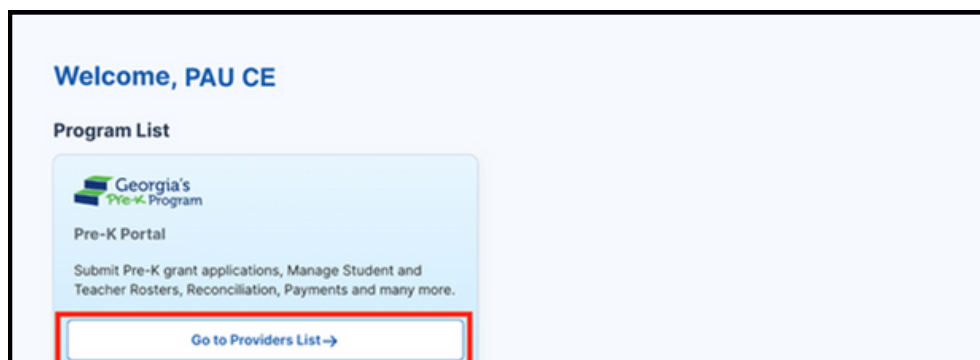 Welcome, PAU CE
Program List
Georgia's
Pre-K Program
Pre-K Portal
Submit Pre-K grant applications, Manage Student and
Teacher Rosters, Reconciliation, Payments and many more.
Go to Providers List→